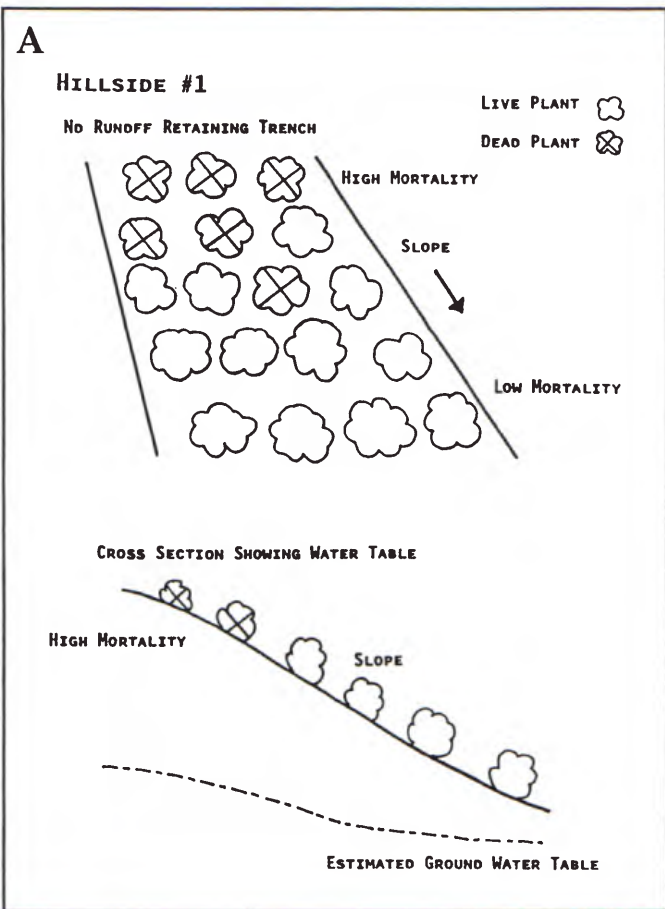 A
HILLSIDE #1
NO RUNOFF RETAINING TRENCH
LIVE PLANT
DEAD PLANT
HIGH MORTALITY
SLOPE
LOW MORTALITY
CROSS SECTION SHOWING WATER TABLE
HIGH MORTALITY
SLOPE
ESTIMATED GROUND WATER TABLE